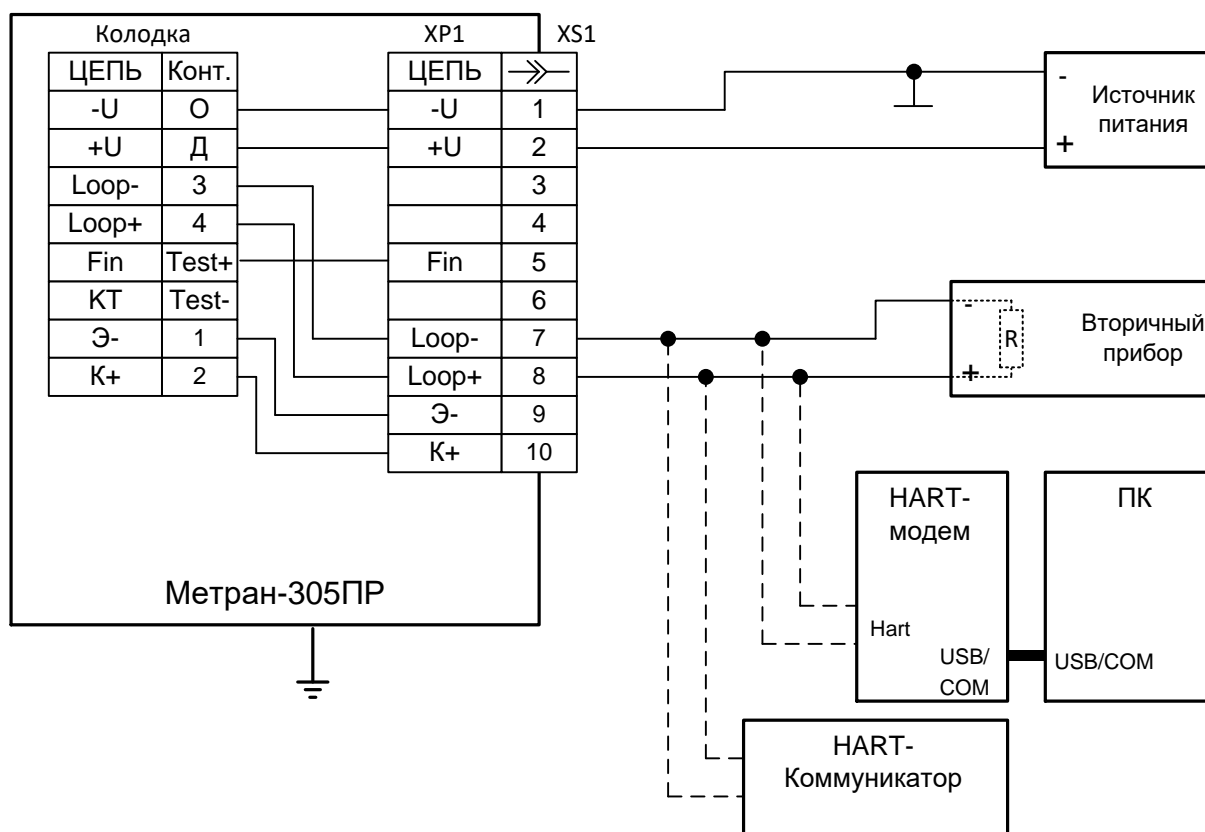 Колодка
XP1
XS1
ЦЕПЬ Конт.
ЦЕПЬ
-U О
-U 1
+U Д
+U 2
Loop- 3
3
Loop+ 4
4
Fin Test+
Fin 5
КТ Test-
6
Э- 1
Loop- 7
К+ 2
Loop+ 8
Э- 9
К+ 10
Метран-305ПР
-
Источник
питания
+
-
R
Вторичный
прибор
+
HART-
модем
Hart
USB/
COM
ПК
USB/COM
HART-
Коммуникатор